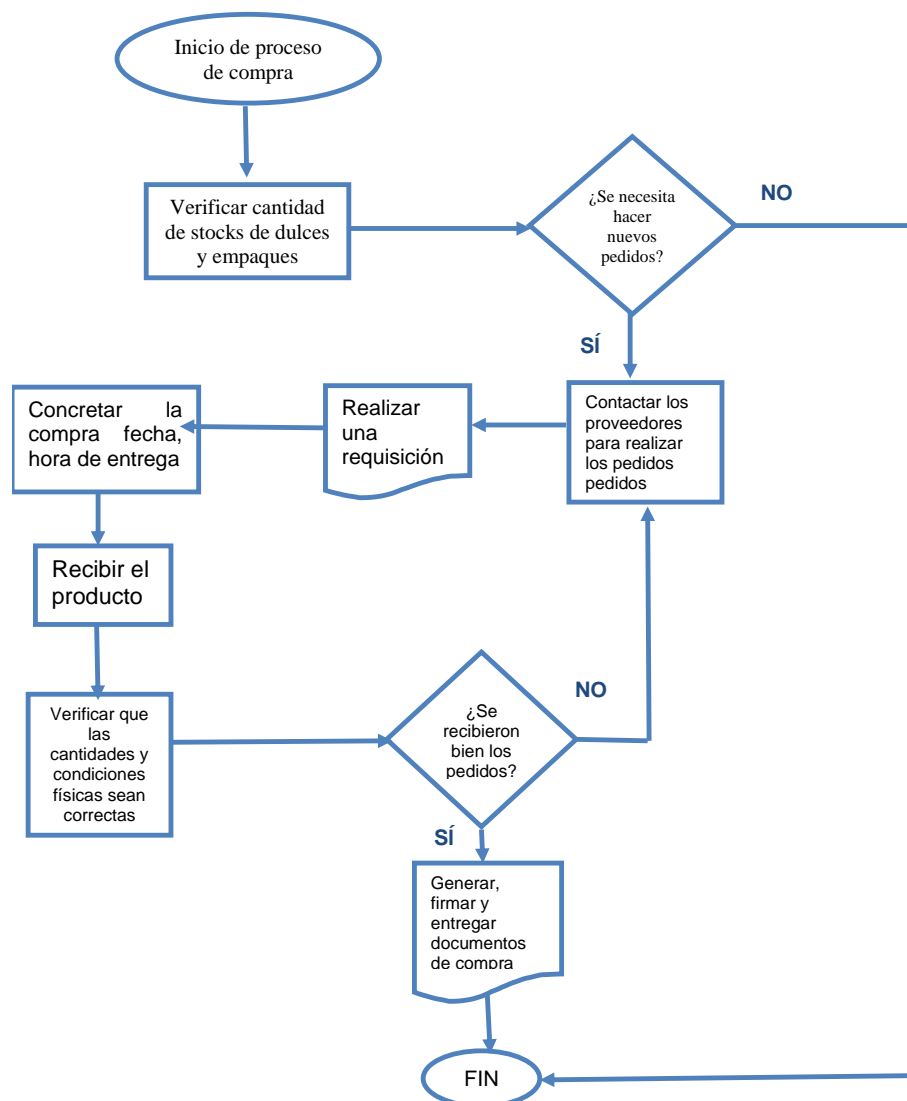 Inicio de proceso
de compra
Verificar cantidad
de stocks de dulces
y empaques
¿Se necesita
hacer
nuevos
pedidos?
NO
SÍ
Contactar los
proveedores
para realizar
los pedidos
pedidos
Realizar
una
requisición
Concretar la
compra fecha,
hora de entrega
Recibir el
producto
Verificar que
las
cantidades y
condiciones
físicas sean
correctas
¿Se
recibieron
bien los
pedidos?
NO
SÍ
Generar,
firmar y
entregar
documentos
de compra
FIN